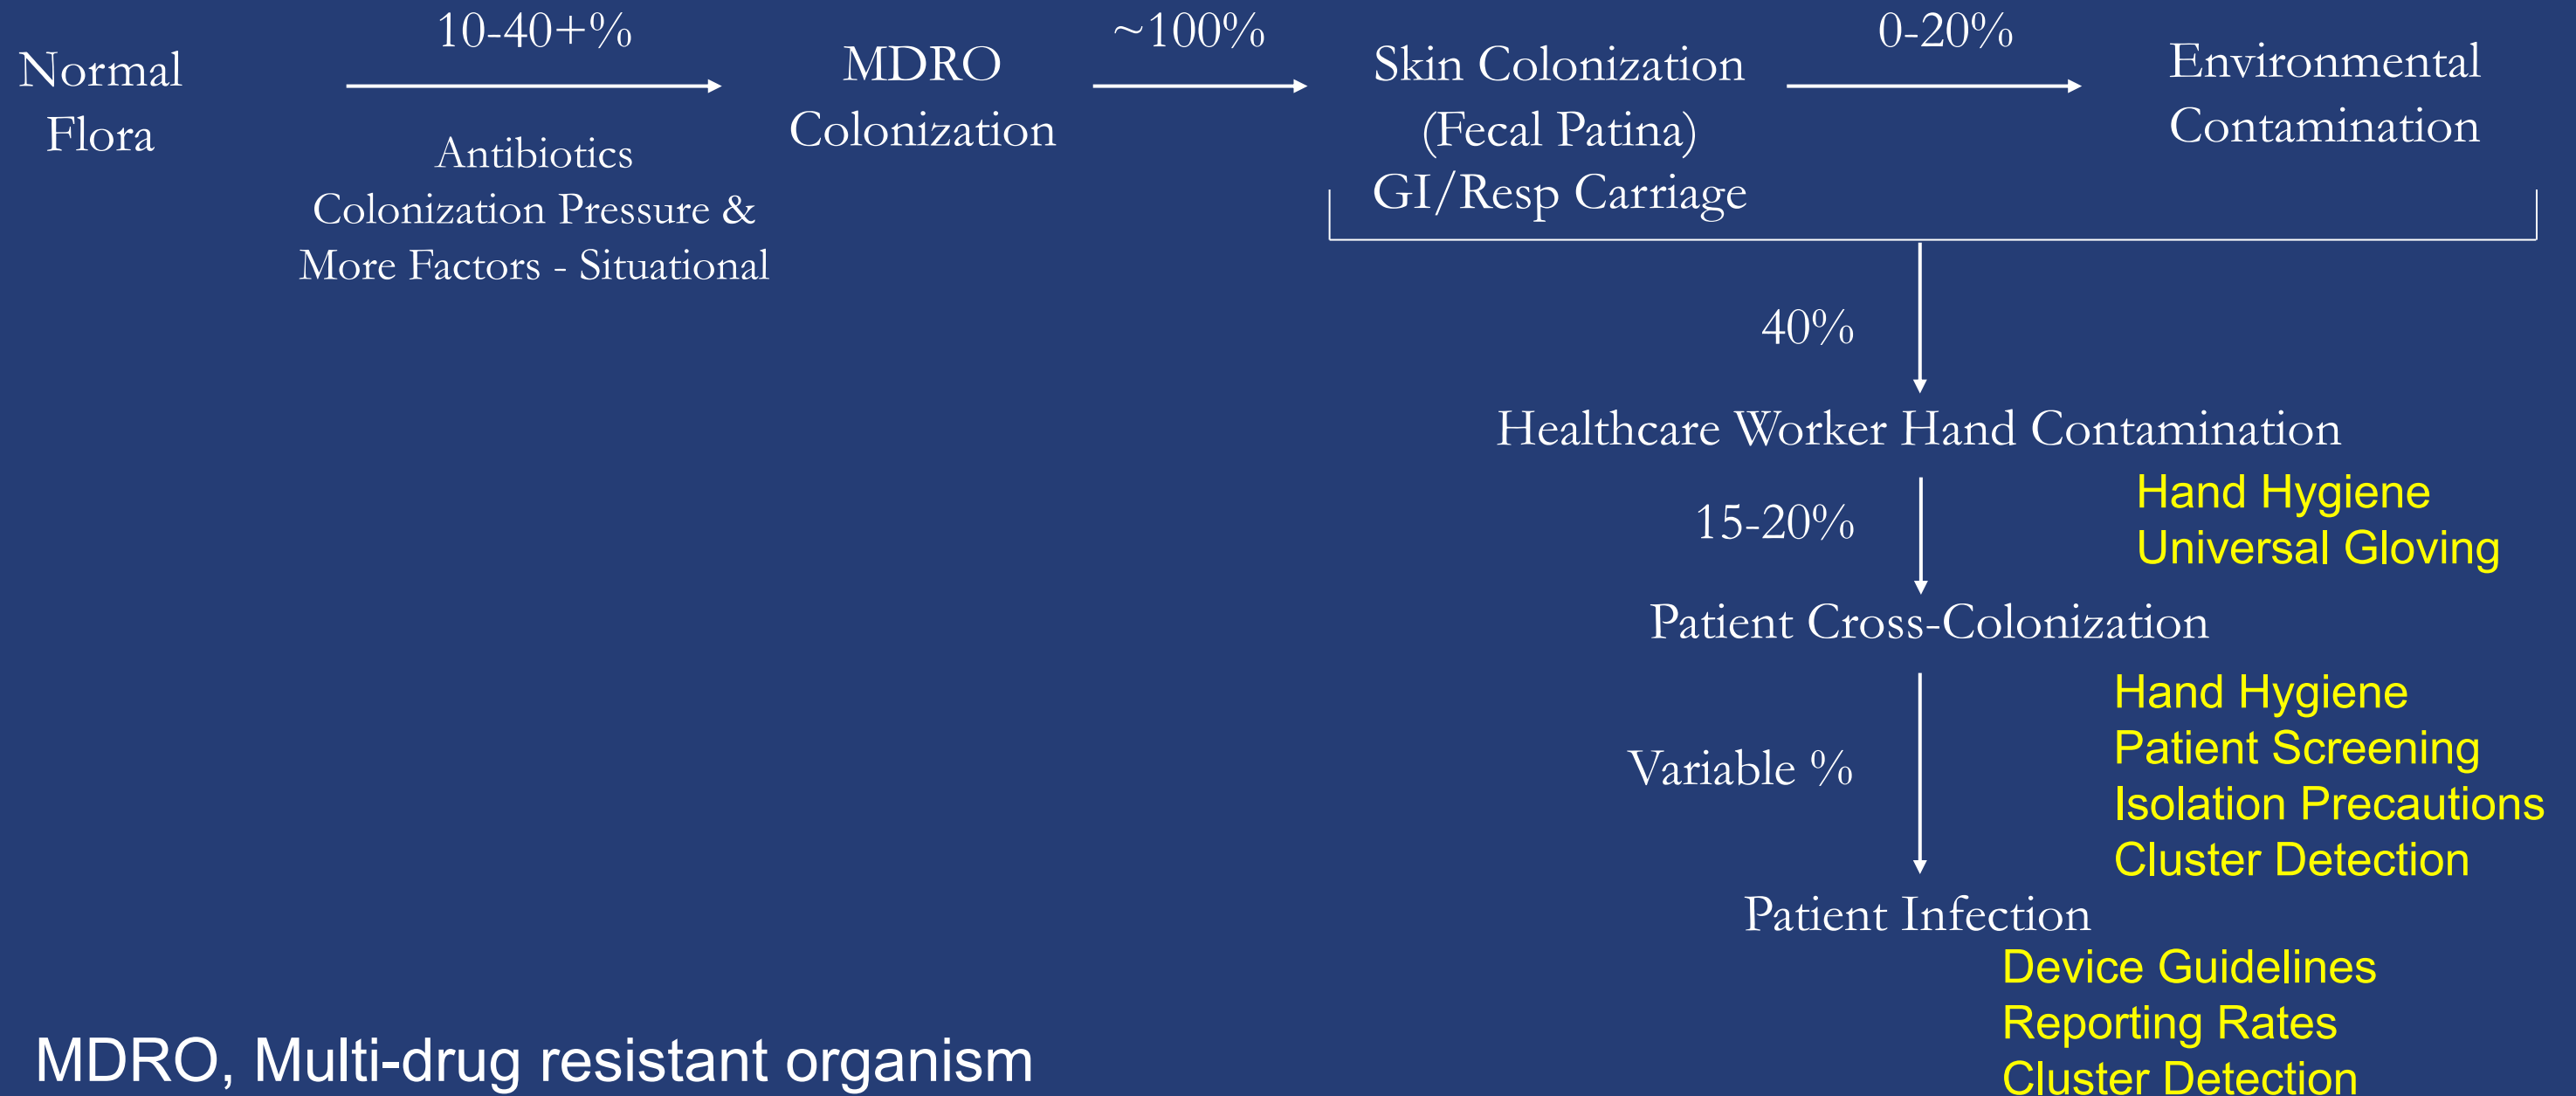 Normal
Flora
10-40+%
Antibiotics
Colonization Pressure &
More Factors - Situational
MDRO
Colonization
~100%
Skin Colonization
(Fecal Patina)
GI/Resp Carriage
0-20%
Environmental
Contamination
40%
Healthcare Worker Hand Contamination
15-20%
Hand Hygiene
Universal Gloving
Patient Cross-Colonization
Variable %
Hand Hygiene
Patient Screening
Isolation Precautions
Cluster Detection
Patient Infection
Device Guidelines
Reporting Rates
Cluster Detection
MDRO, Multi-drug resistant organism